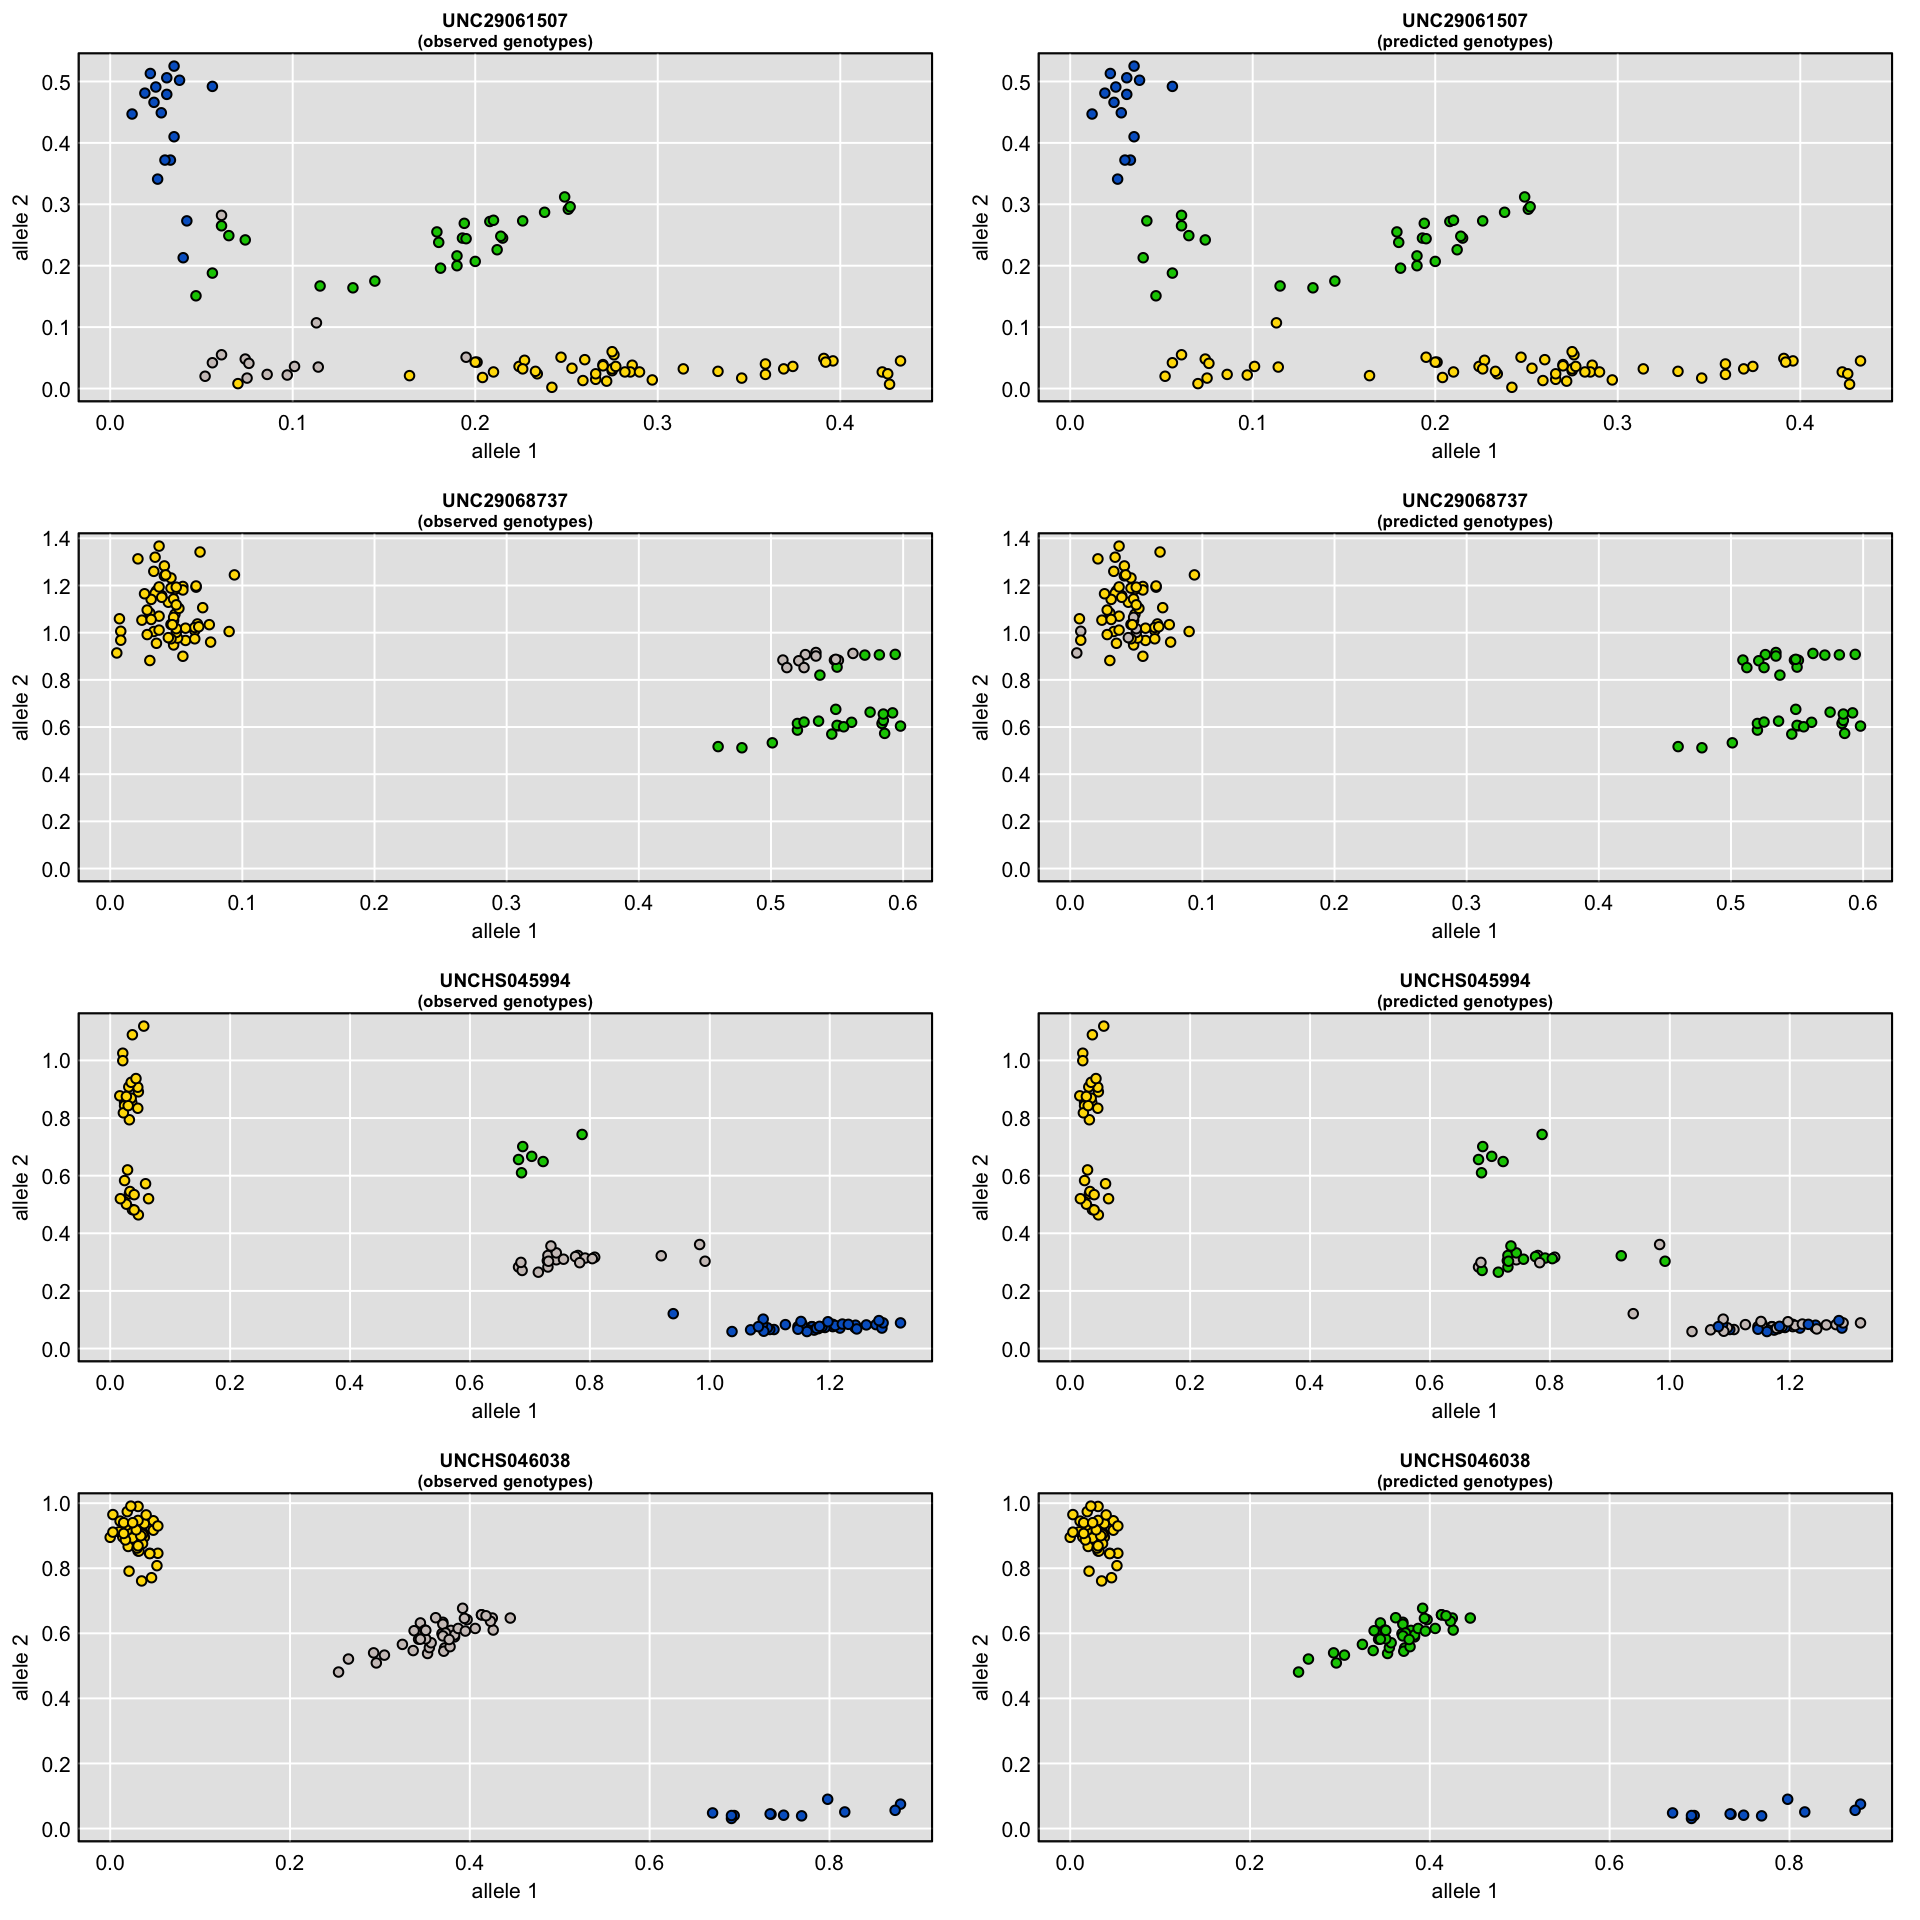 UNC29061507
(observed genotypes)
0.5
0.4
0.3
0.2
0.1
0.0
allele 2
0.0 0.1 0.2 0.3 0.4
allele 1
UNC29061507
(predicted genotypes)
0.5
0.4
0.3
0.2
0.1
0.0
allele 2
0.0 0.1 0.2 0.3 0.4
allele 1
UNC29068737
(observed genotypes)
1.4
1.2
1.0
0.8
0.6
0.4
0.2
0.0
allele 2
0.0 0.1 0.2 0.3 0.4 0.5 0.6
allele 1
UNC29068737
(predicted genotypes)
1.4
1.2
1.0
0.8
0.6
0.4
0.2
0.0
allele 2
0.0 0.1 0.2 0.3 0.4 0.5 0.6
allele 1
UNCHS045994
(observed genotypes)
1.0
0.8
0.6
0.4
0.2
0.0
allele 2
0.0 0.2 0.4 0.6 0.8 1.0 1.2
allele 1
UNCHS045994
(predicted genotypes)
1.0
0.8
0.6
0.4
0.2
0.0
allele 2
0.0 0.2 0.4 0.6 0.8 1.0 1.2
allele 1
UNCHS046038
(observed genotypes)
1.0
0.8
0.6
0.4
0.2
0.0
allele 2
0.0 0.2 0.4 0.6 0.8
allele 1
UNCHS046038
(predicted genotypes)
1.0
0.8
0.6
0.4
0.2
0.0
allele 2
0.0 0.2 0.4 0.6 0.8
allele 1